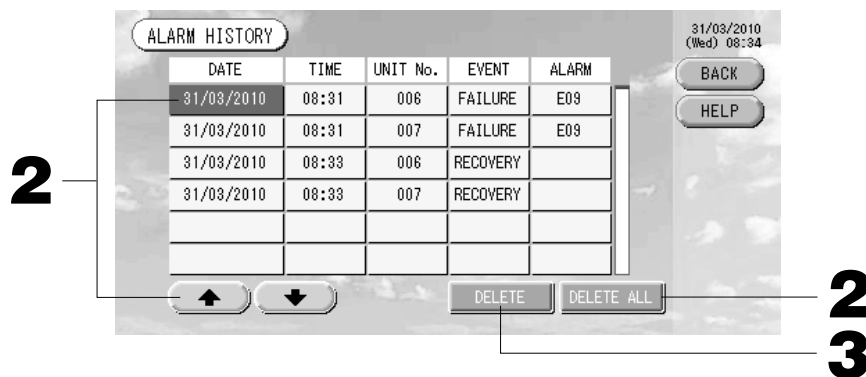 ALARM HISTORY
31/03/2010
(Wed) 08:34
BACK
HELP
DATE TIME UNIT No. EVENT ALARM
31/03/2010 08:31 006 FAILURE E09
31/03/2010 08:31 007 FAILURE E09
31/03/2010 08:33 006 RECOVERY
31/03/2010 08:33 007 RECOVERY
2
DELETE DELETE ALL
2
3